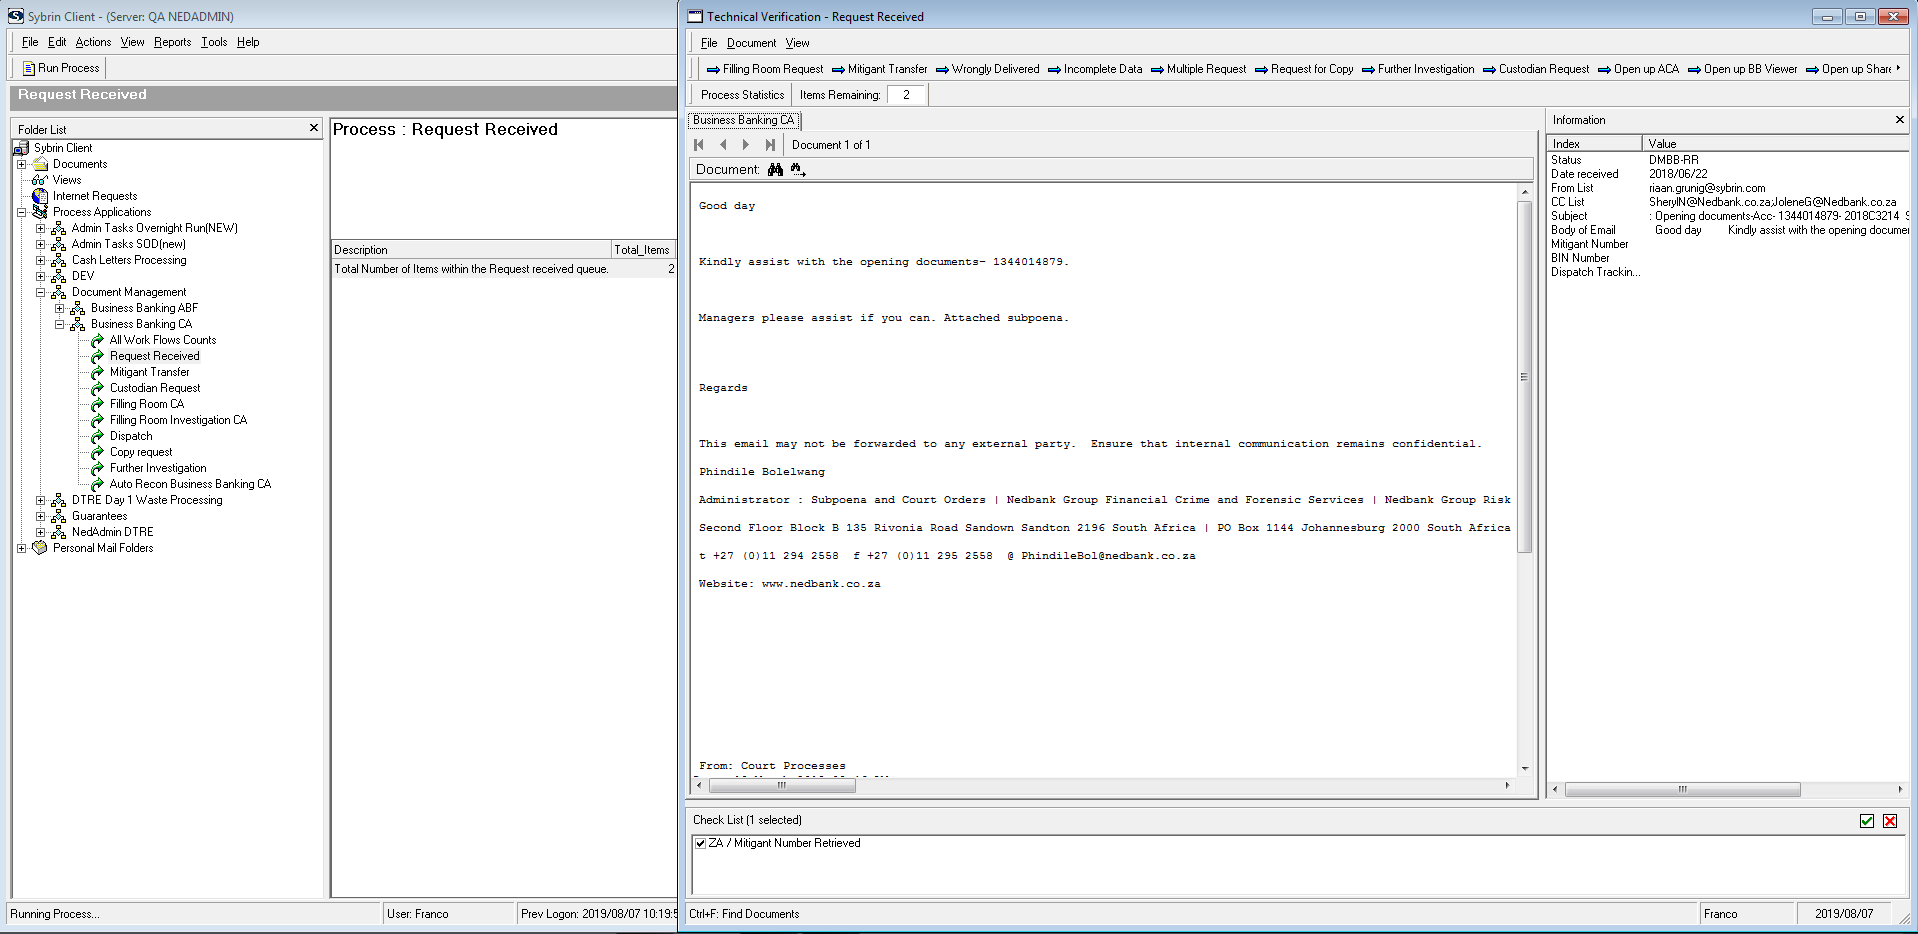 Sybrin Client - (Server: QA NEDADMIN)
File Edit Actions View Reports Tools Help
Run Process
Request Received
Folder List
Sybrin Client
Documents
Views
Internet Requests
Process Applications
Admin Tasks Overnight Run(NEW)
Admin Tasks SOD(new)
Cash Letters Processing
DEV
Document Management
Business Banking ABF
Business Banking CA
All Work Flows Counts
Request Received
Mitigant Transfer
Custodian Request
Filling Room CA
Filling Room Investigation CA
Dispatch
Copy request
Further Investigation
Auto Recon Business Banking CA
DTRE Day 1 Waste Processing
Guarantees
NedAdmin DTRE
Personal Mail Folders
Process : Request Received
Description Total_Items
Total Number of Items within the Request received queue. 2
Running Process... User: Franco Prev Logon: 2019/08/07 10:19:5
Technical Verification - Request Received
File Document View
Filling Room Request Mitigant Transfer Wrongly Delivered Incomplete Data Multiple Request Request for Copy Further Investigation Custodian Request Open up ACA Open up BB Viewer Open up Share
Process Statistics Items Remaining: 2
Business Banking CA
Document 1 of 1
Document:
Good day
Kindly assist with the opening documents- 1344014879.
Managers please assist if you can. Attached subpoena.
Regards
This email may not be forwarded to any external party. Ensure that internal communication remains confidential.
Phindile Bolelwang
Administrator : Subpoena and Court Orders | Nedbank Group Financial Crime and Forensic Services | Nedbank Group Risk
Second Floor Block B 135 Rivonia Road Sandown Sandton 2196 South Africa | PO Box 1144 Johannesburg 2000 South Africa
t +27 (0)11 294 2558 f +27 (0)11 295 2558 @ PhindileBol@nedbank.co.za
Website: www.nedbank.co.za
From: Court Processes
Information
Index Value
Status DMBB-RR
Date received 2018/06/22
From List riaan.grunig@sybrin.com
CC List SherylN@Nedbank.co.za;JoleneG@Nedbank.co.za
Subject : Opening documents-Acc- 1344014879- 2018C3214 S
Body of Email Good day Kindly assist with the opening documen
Mitigant Number
BIN Number
Dispatch Trackin...
Check List (1 selected)
ZA / Mitigant Number Retrieved
Ctrl+F: Find Documents Franco 2019/08/07